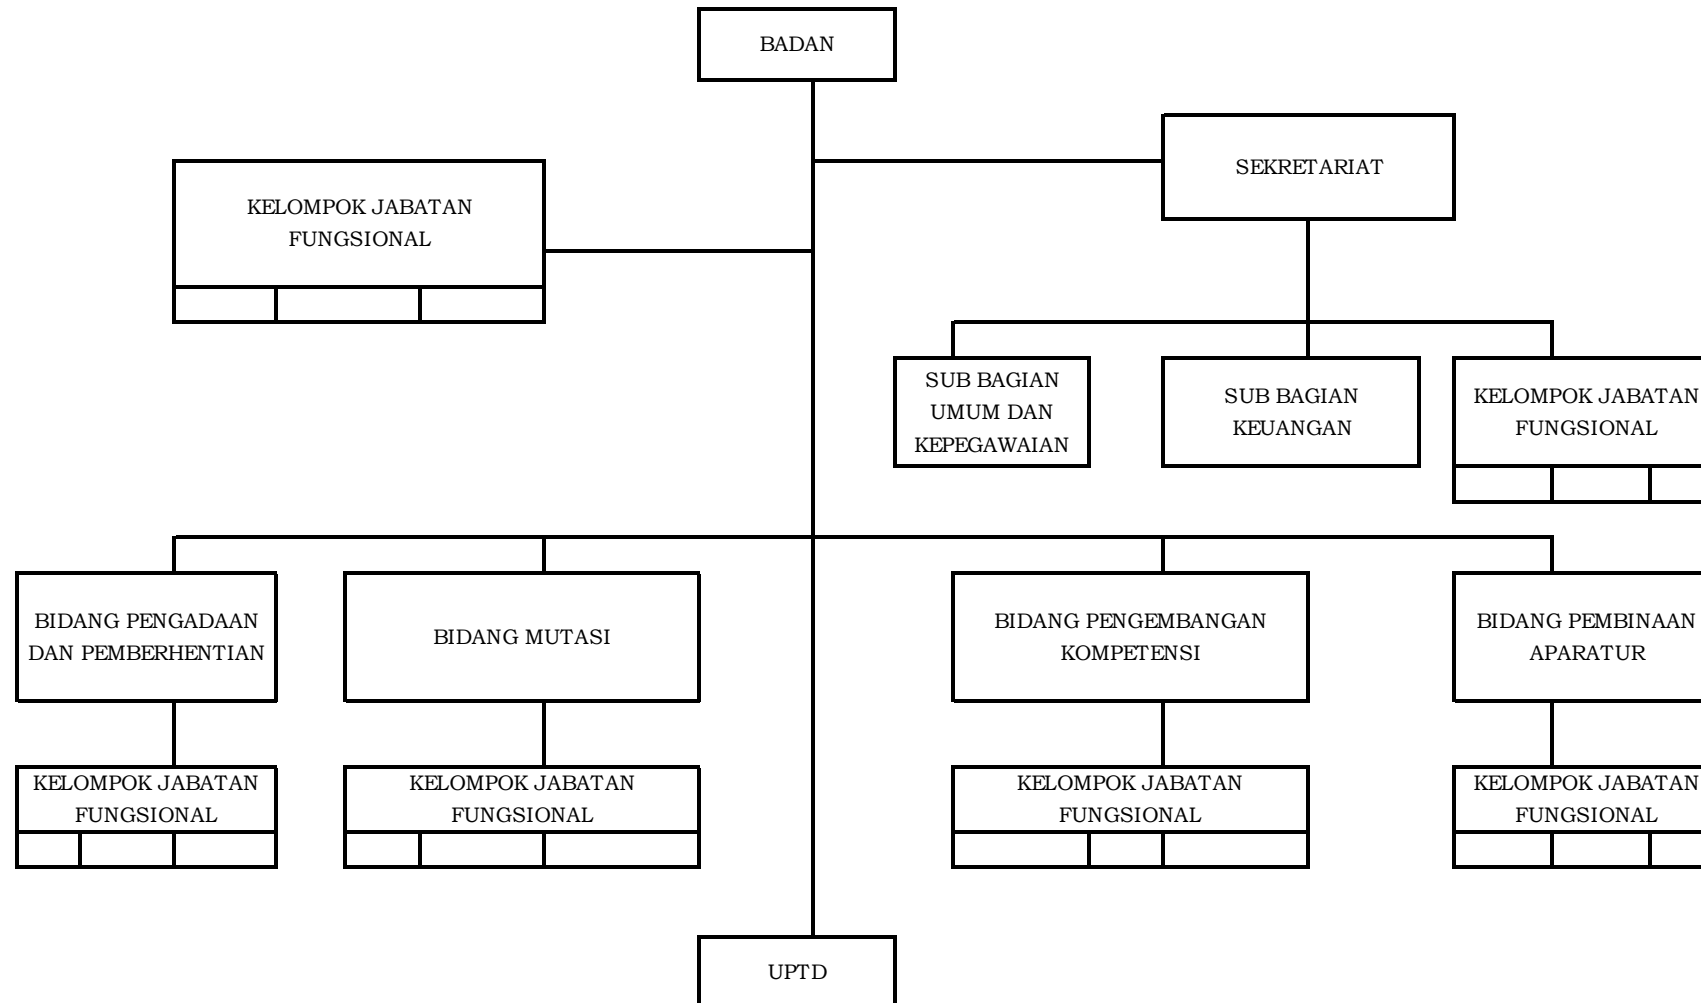 BADAN
SEKRETARIAT
KELOMPOK JABATAN
FUNGSIONAL
SUB BAGIAN
UMUM DAN
KEPEGAWAIAN
SUB BAGIAN
KEUANGAN
KELOMPOK JABATAN
FUNGSIONAL
BIDANG PENGADAAN
DAN PEMBERHENTIAN
BIDANG MUTASI
BIDANG PENGEMBANGAN
KOMPETENSI
BIDANG PEMBINAAN
APARATUR
KELOMPOK JABATAN
FUNGSIONAL
KELOMPOK JABATAN
FUNGSIONAL
KELOMPOK JABATAN
FUNGSIONAL
KELOMPOK JABATAN
FUNGSIONAL
UPTD